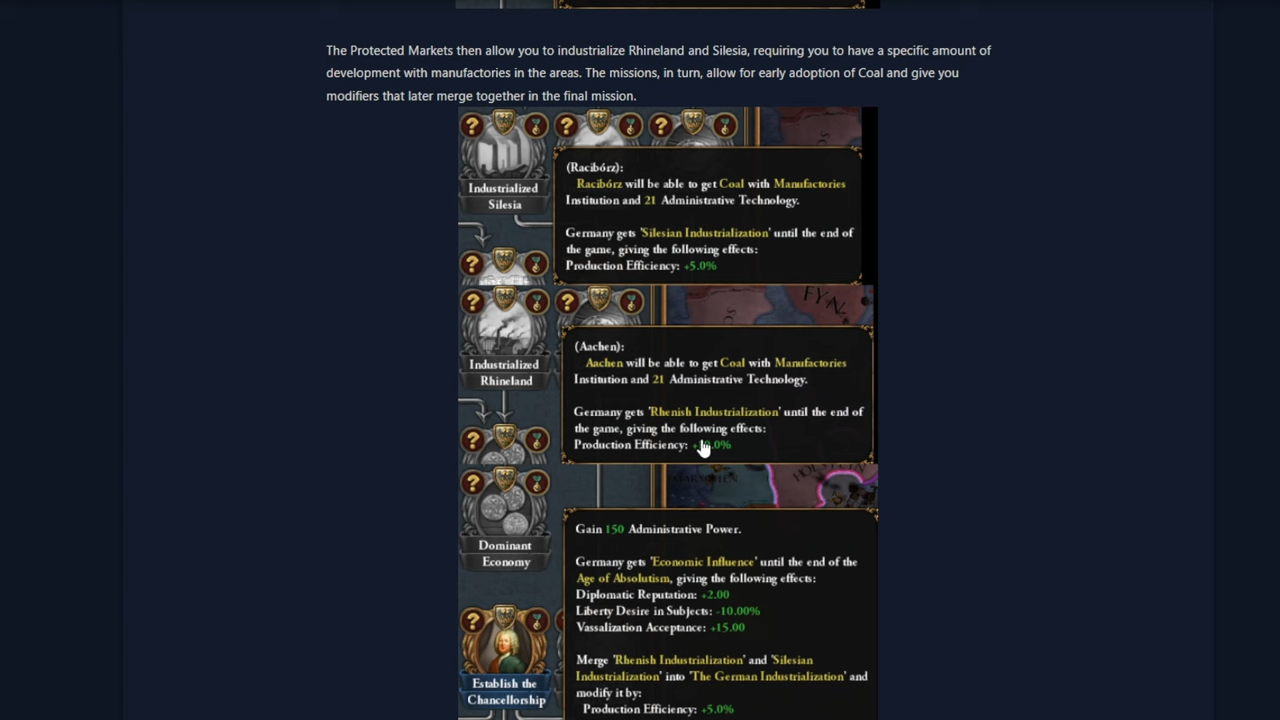 The Protected Markets then allow you to industrialize Rhineland and Silesia, requiring you to have a specific amount of
development with manufactories in the areas. The missions, in turn, allow for early adoption of Coal and give you
modifiers that later merge together in the final mission.
Industrialized
Silesia
(Racibórz):
Racibórz will be able to get Coal with Manufactories
Institution and 21 Administrative Technology.
Germany gets 'Silesian Industrialization' until the end of
the game, giving the following effects:
Production Efficiency: +5.0%
Industrialized
Rhineland
(Aachen):
Aachen will be able to get Coal with Manufactories
Institution and 21 Administrative Technology.
Germany gets 'Rhenish Industrialization' until the end of
the game, giving the following effects:
Production Efficiency:
Dominant
Economy
Gain 150 Administrative Power.
Germany gets 'Economic Influence' until the end of the
Age of Absolutism, giving the following effects:
Diplomatic Reputation: +2.00
Liberty Desire in Subjects: -10.00%
Vassalization Acceptance: +15.00
Establish the
Chancellorship
Merge 'Rhenish Industrialization' and 'Silesian
Industrialization' into 'The German Industrialization' and
modify it by:
Production Efficiency: +5.0%